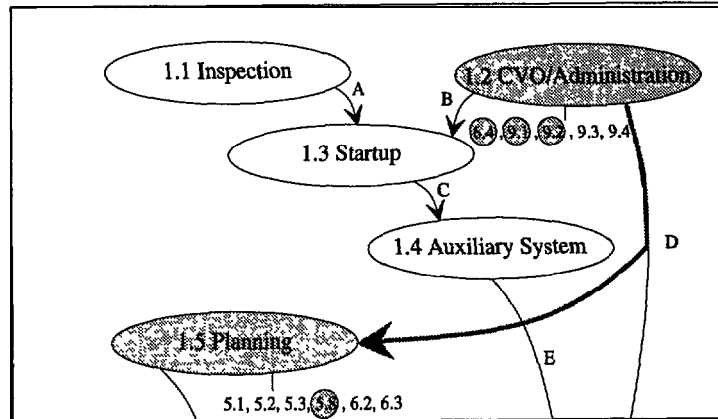 1.1 Inspection
1.2 CVO/Administration
A
B
6.4, 9.1, 9.2, 9.3, 9.4
1.3 Startup
C
1.4 Auxiliary System
D
1.5 Planning
E
5.1, 5.2, 5.3, 5.8, 6.2, 6.3